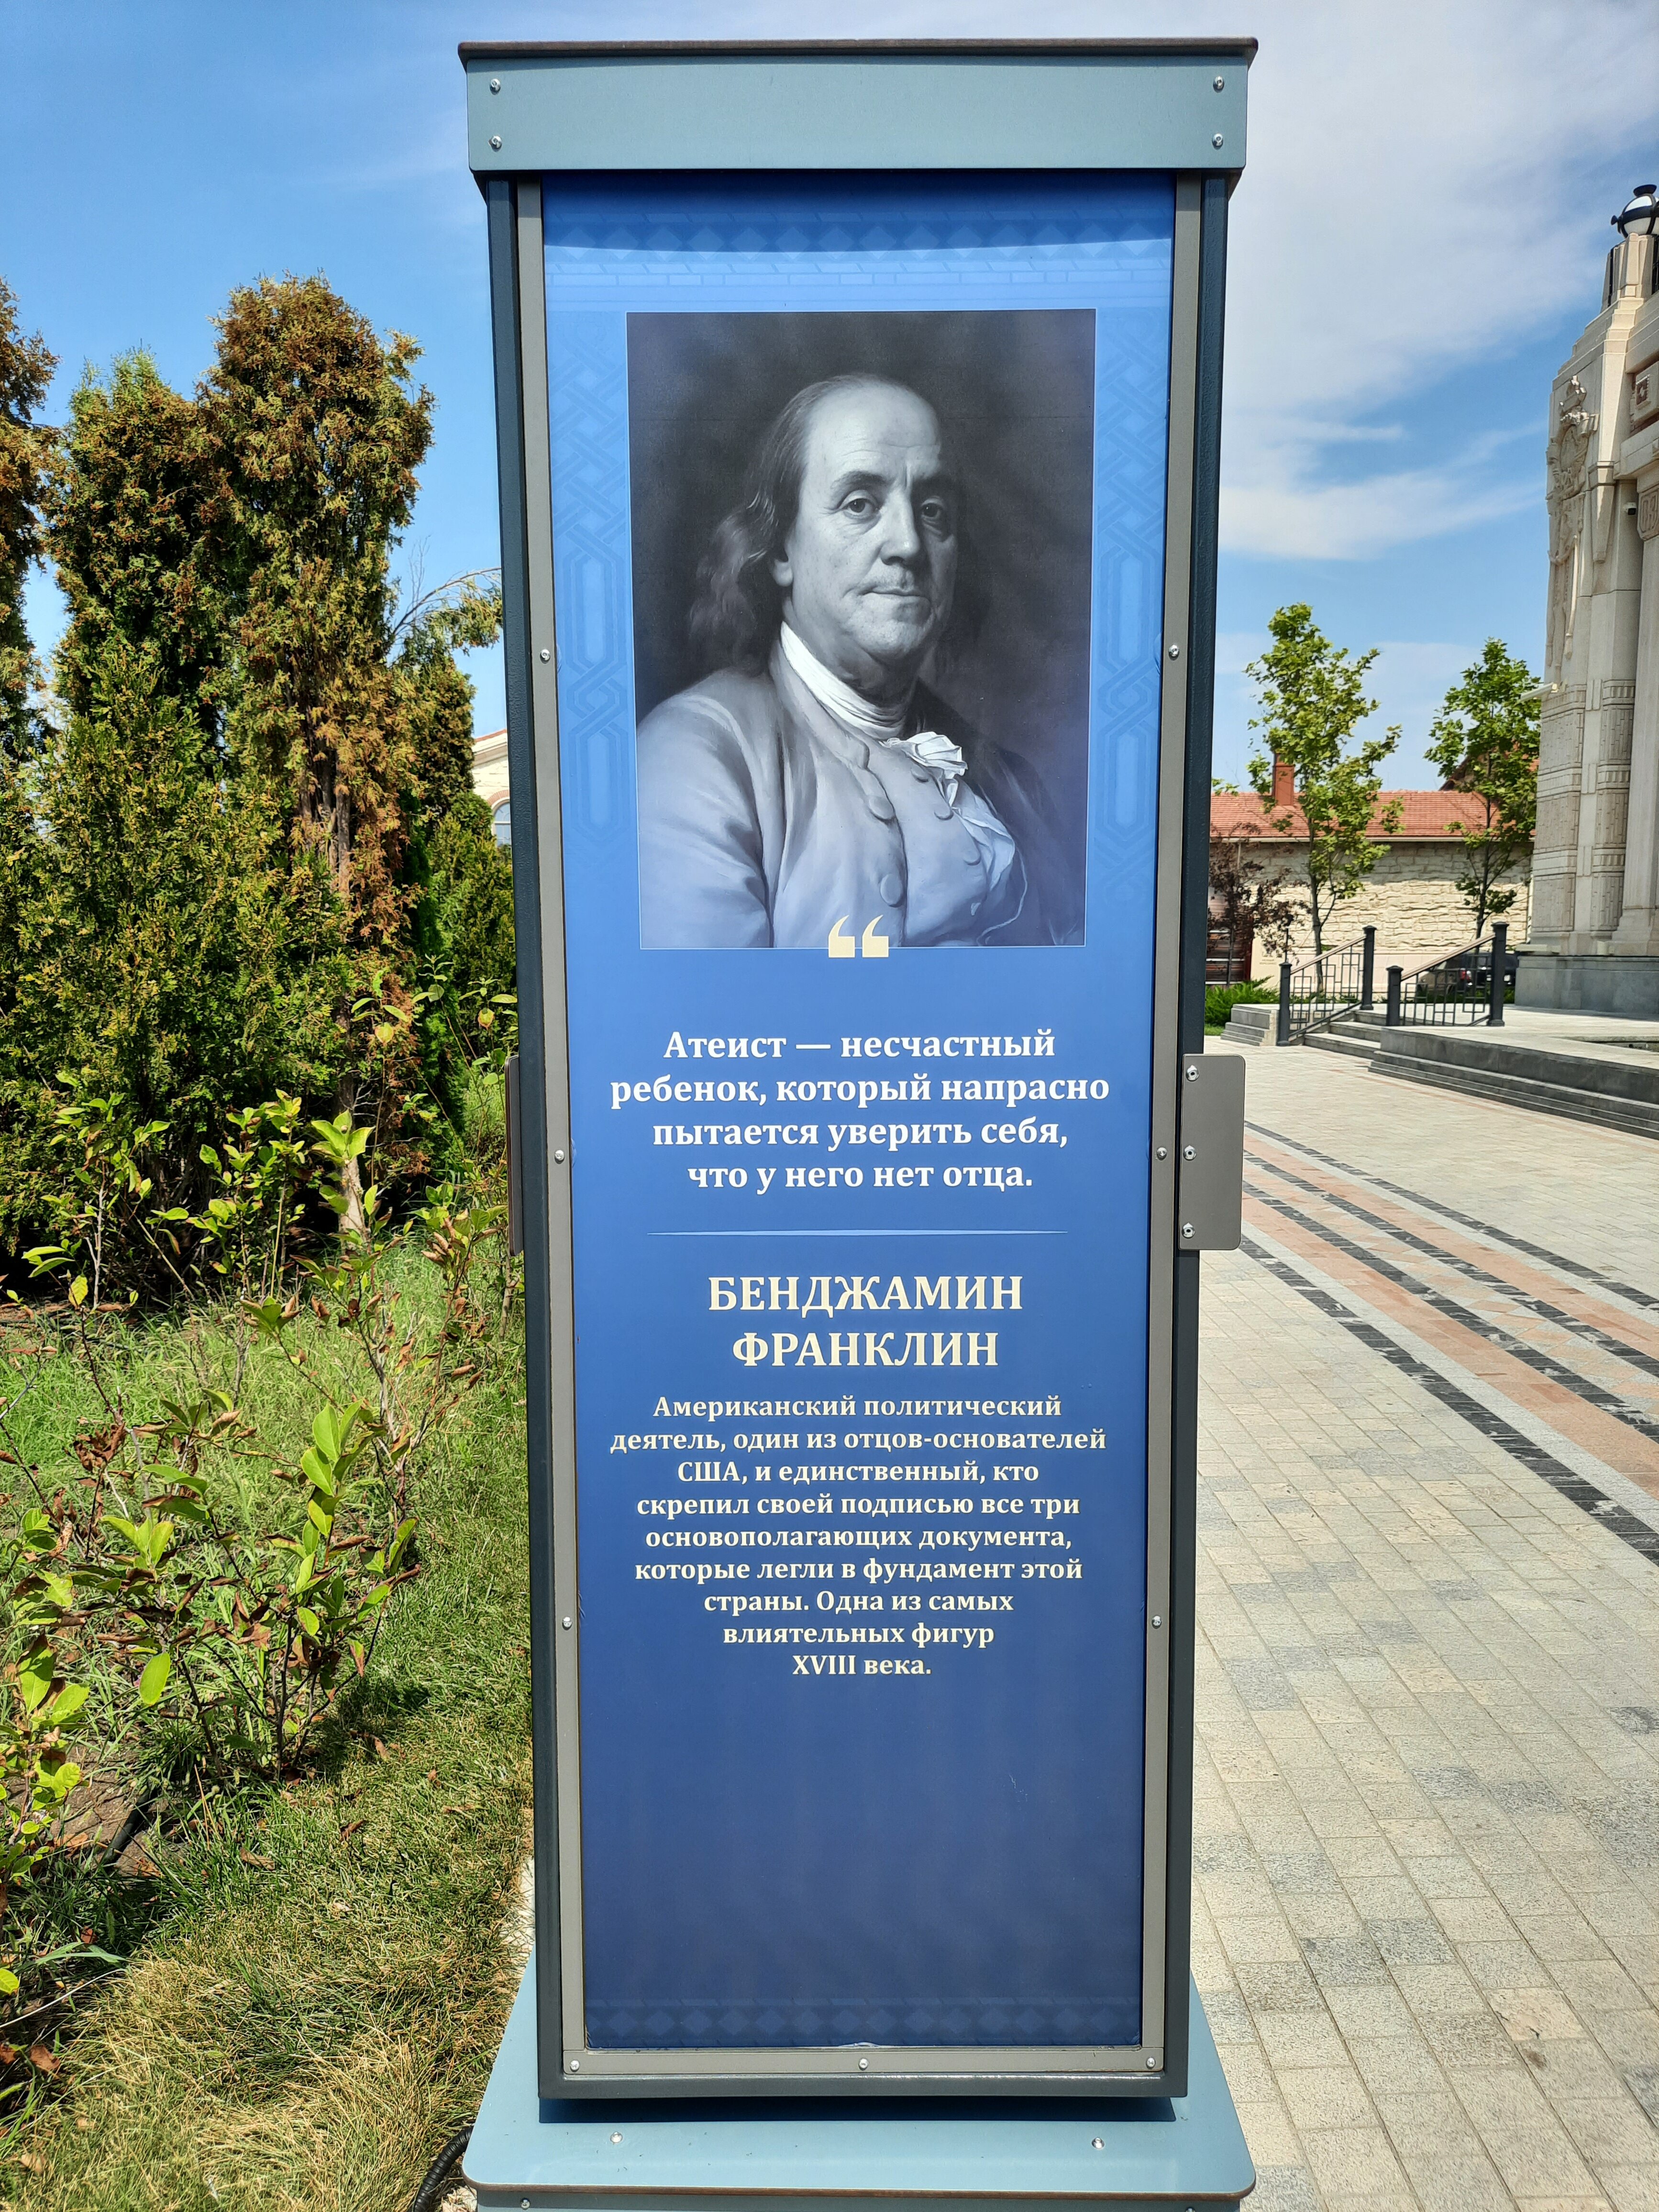 “
Атеист — несчастный
ребенок, который напрасно
пытается уверить себя,
что у него нет отца.
БЕНДЖАМИН
ФРАНКЛИН
Американский политический
деятель, один из отцов-основателей
США, и единственный, кто
скрепил своей подписью все три
основополагающих документа,
которые легли в фундамент этой
страны. Одна из самых
влиятельных фигур
XVIII века.